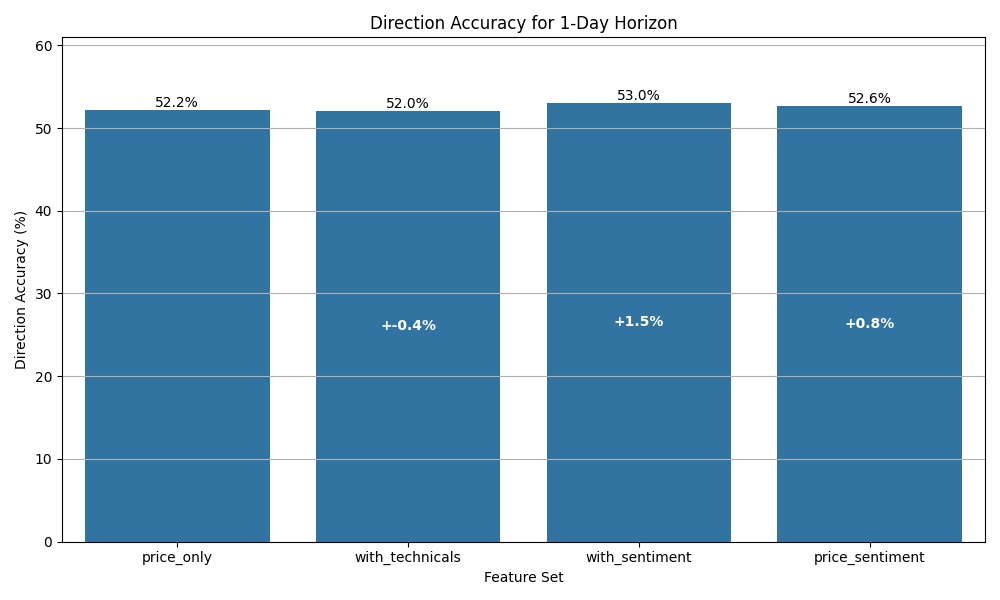 Direction Accuracy for 1-Day Horizon
Direction Accuracy (%)
60
50
40
30
20
10
0
52.2%
52.0%
53.0%
52.6%
+-0.4%
+1.5%
+0.8%
price_only
with_technicals
with_sentiment
price_sentiment
Feature Set